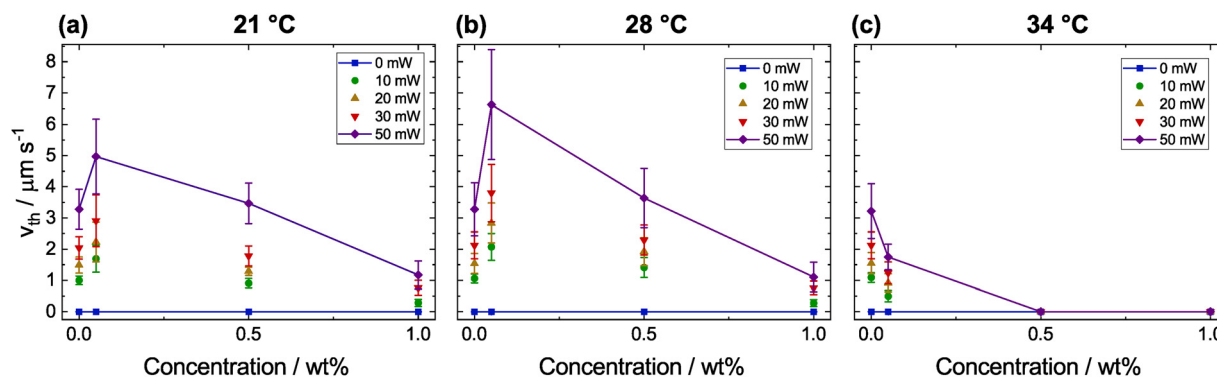 (a) 21 °C
(b) 28 °C
(c) 34 °C
v_th / μm s⁻¹
8
7
6
5
4
3
2
1
0
0 mW
10 mW
20 mW
30 mW
50 mW
0 mW
10 mW
20 mW
30 mW
50 mW
0 mW
10 mW
20 mW
30 mW
50 mW
0.0 0.5 1.0
0.0 0.5 1.0
0.0 0.5 1.0
Concentration / wt%
Concentration / wt%
Concentration / wt%